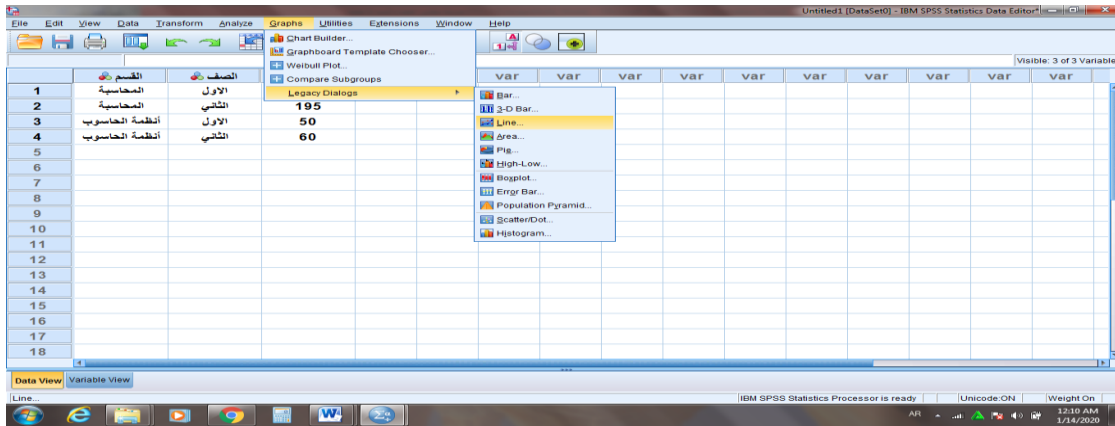 Untitled1 [DataSet0] - IBM SPSS Statistics Data Editor*
File Edit View Data Transform Analyze Graphs Utilities Extensions Window Help
Chart Builder...
Graphboard Template Chooser...
Weibull Plot...
Compare Subgroups
Legacy Dialogs
Bar...
3-D Bar...
Line...
Area...
Pie...
High-Low...
Boxplot...
Error Bar...
Population Pyramid...
Scatter/Dot...
Histogram...
Visible: 3 of 3 Variable
القسم الصف var var var var var var var var var var
1 المحاسبة الاول
2 المحاسبة الثاني 195
3 أنظمة الحاسوب الاول 50
4 أنظمة الحاسوب الثاني 60
5
6
7
8
9
10
11
12
13
14
15
16
17
18
Data View Variable View
Line... IBM SPSS Statistics Processor is ready Unicode:ON Weight On
AR 12:10 AM
1/14/2020